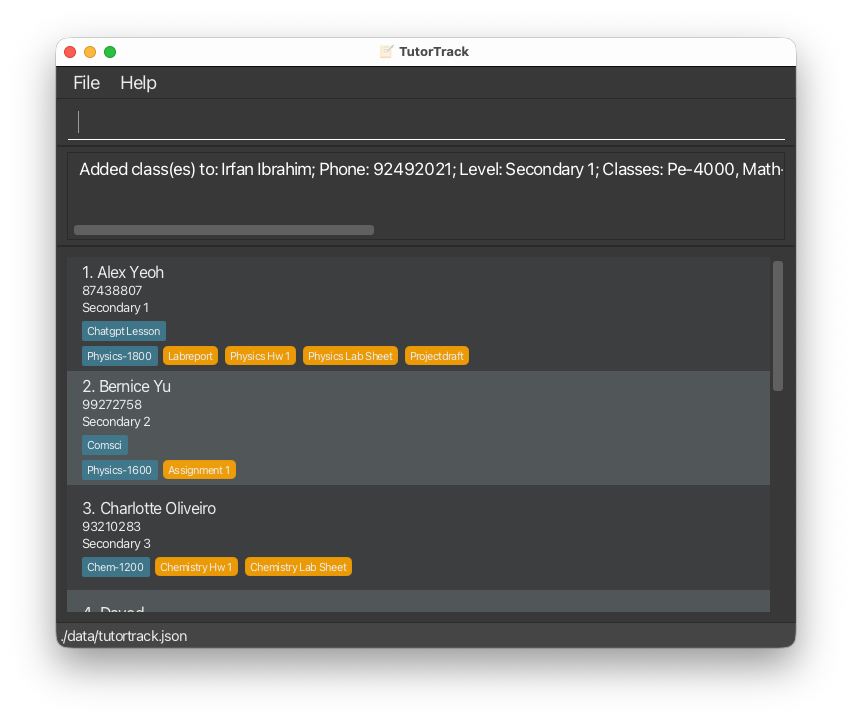 TutorTrack
File Help
Added class(es) to: Irfan Ibrahim; Phone: 92492021; Level: Secondary 1; Classes: Pe-4000, Math-
1. Alex Yeoh
87438807
Secondary 1
Chatgpt Lesson
Physics-1800 Labreport Physics Hw 1 Physics Lab Sheet Projectdraft
2. Bernice Yu
99272758
Secondary 2
Comsci
Physics-1600 Assignment 1
3. Charlotte Oliveiro
93210283
Secondary 3
Chem-1200 Chemistry Hw 1 Chemistry Lab Sheet
4. David
./data/tutortrack.json